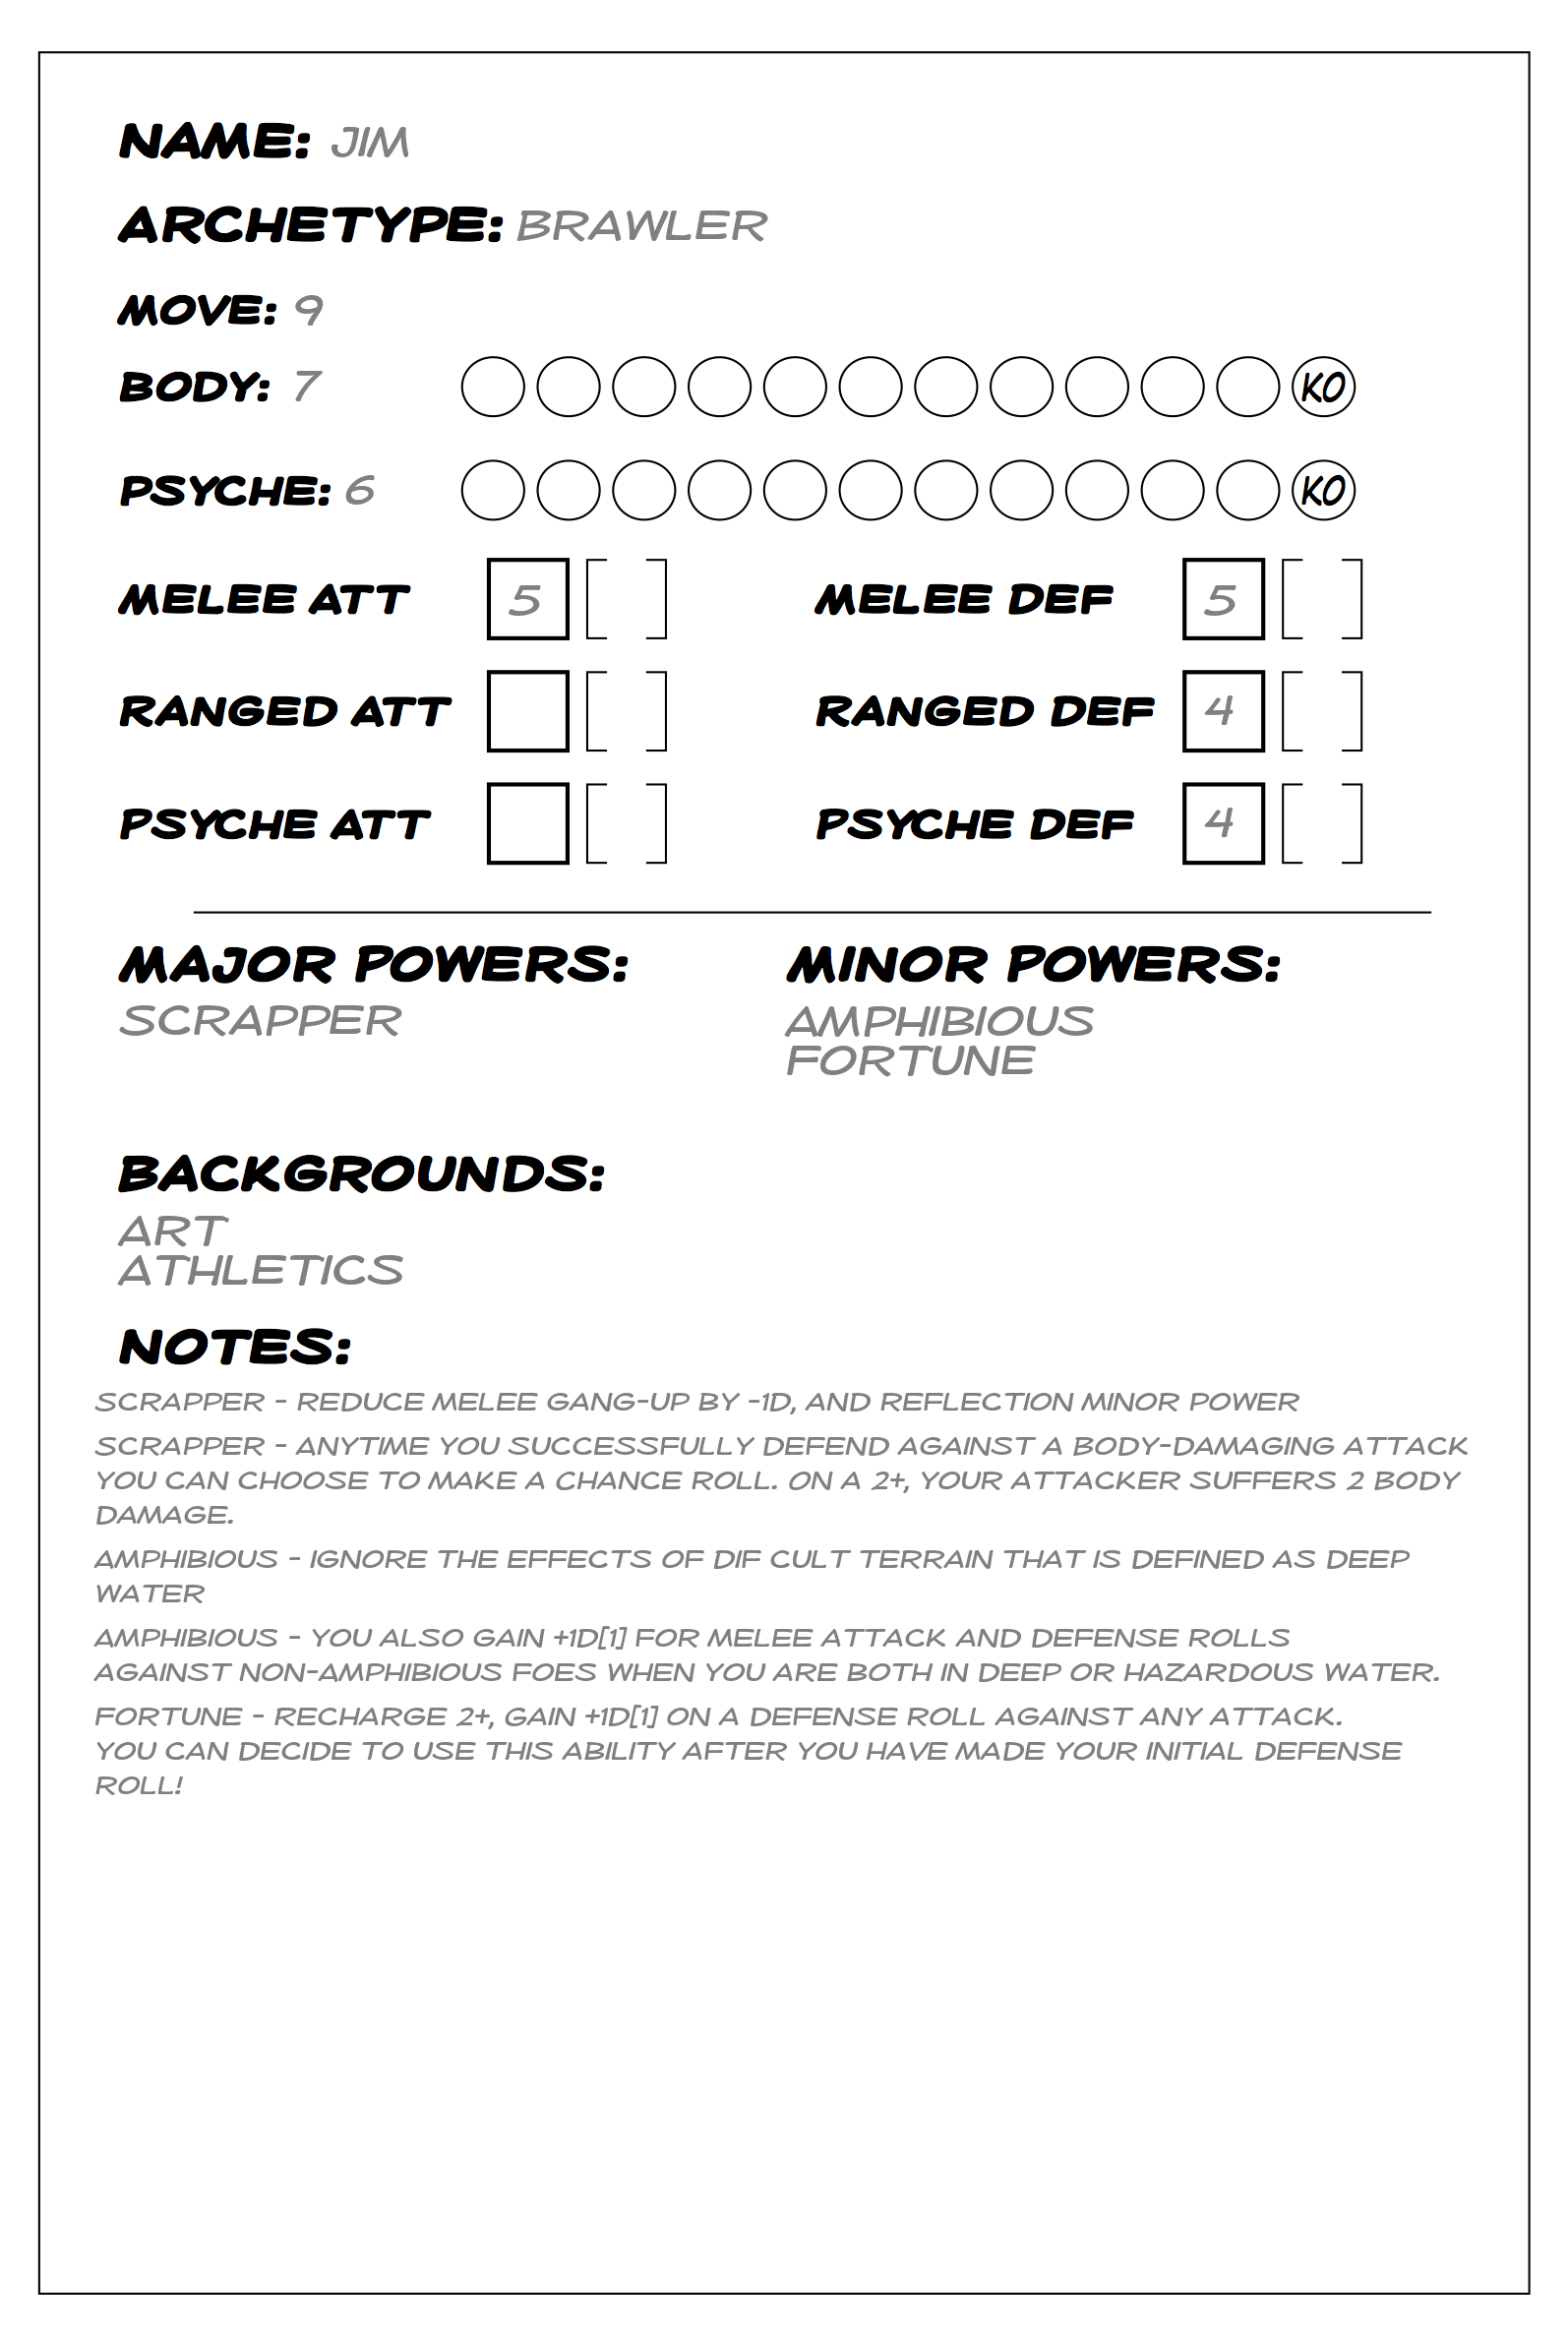 NAME: JIM
ARCHETYPE: BRAWLER
MOVE: 9
BODY: 7 KO
PSYCHE: 6 KO
MELEE ATT 5 [ ] MELEE DEF 5 [ ]
RANGED ATT [ ] RANGED DEF 4 [ ]
PSYCHE ATT [ ] PSYCHE DEF 4 [ ]
MAJOR POWERS: MINOR POWERS:
SCRAPPER AMPHIBIOUS
FORTUNE
BACKGROUNDS:
ART
ATHLETICS
NOTES:
SCRAPPER - REDUCE MELEE GANG-UP BY -1D, AND REFLECTION MINOR POWER
SCRAPPER - ANYTIME YOU SUCCESSFULLY DEFEND AGAINST A BODY-DAMAGING ATTACK
YOU CAN CHOOSE TO MAKE A CHANCE ROLL. ON A 2+, YOUR ATTACKER SUFFERS 2 BODY
DAMAGE.
AMPHIBIOUS - IGNORE THE EFFECTS OF DIF CULT TERRAIN THAT IS DEFINED AS DEEP
WATER
AMPHIBIOUS - YOU ALSO GAIN +1D[1] FOR MELEE ATTACK AND DEFENSE ROLLS
AGAINST NON-AMPHIBIOUS FOES WHEN YOU ARE BOTH IN DEEP OR HAZARDOUS WATER.
FORTUNE - RECHARGE 2+, GAIN +1D[1] ON A DEFENSE ROLL AGAINST ANY ATTACK.
YOU CAN DECIDE TO USE THIS ABILITY AFTER YOU HAVE MADE YOUR INITIAL DEFENSE
ROLL!